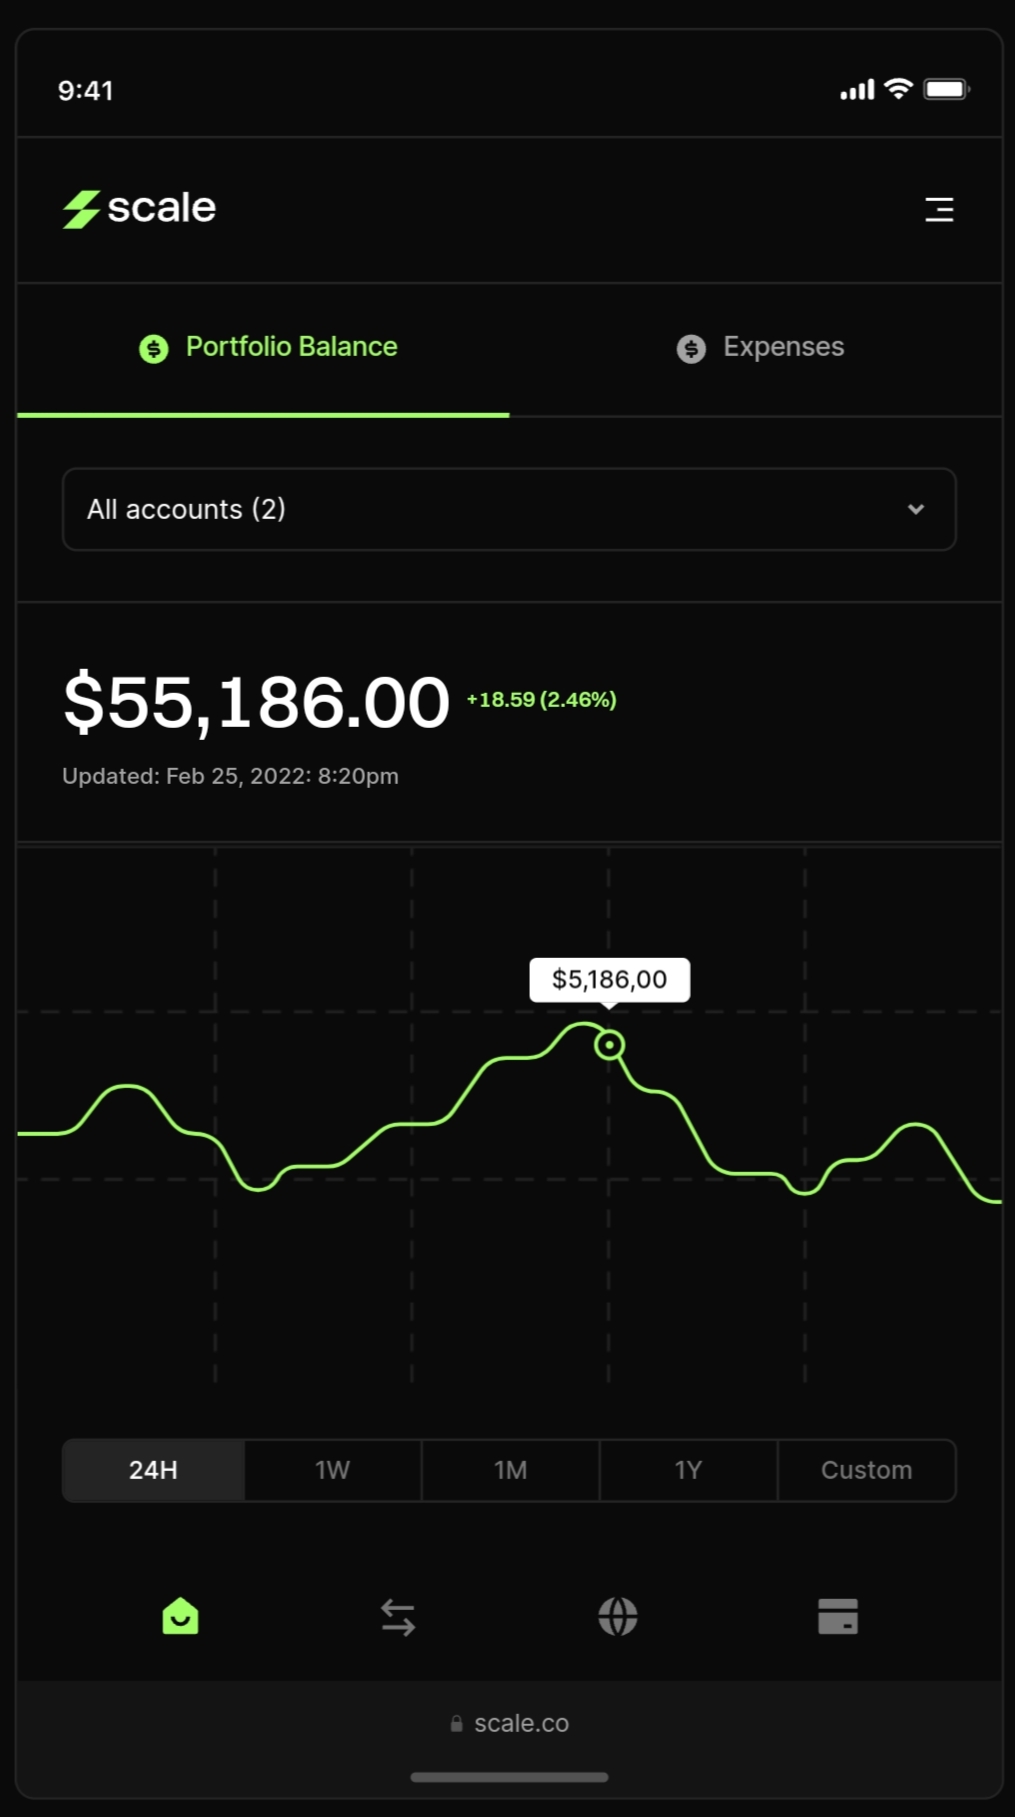 9:41
scale
Portfolio Balance
Expenses
All accounts (2)
$55,186.00 +18.59 (2.46%)
Updated: Feb 25, 2022: 8:20pm
$5,186,00
24H 1W 1M 1Y Custom
scale.co